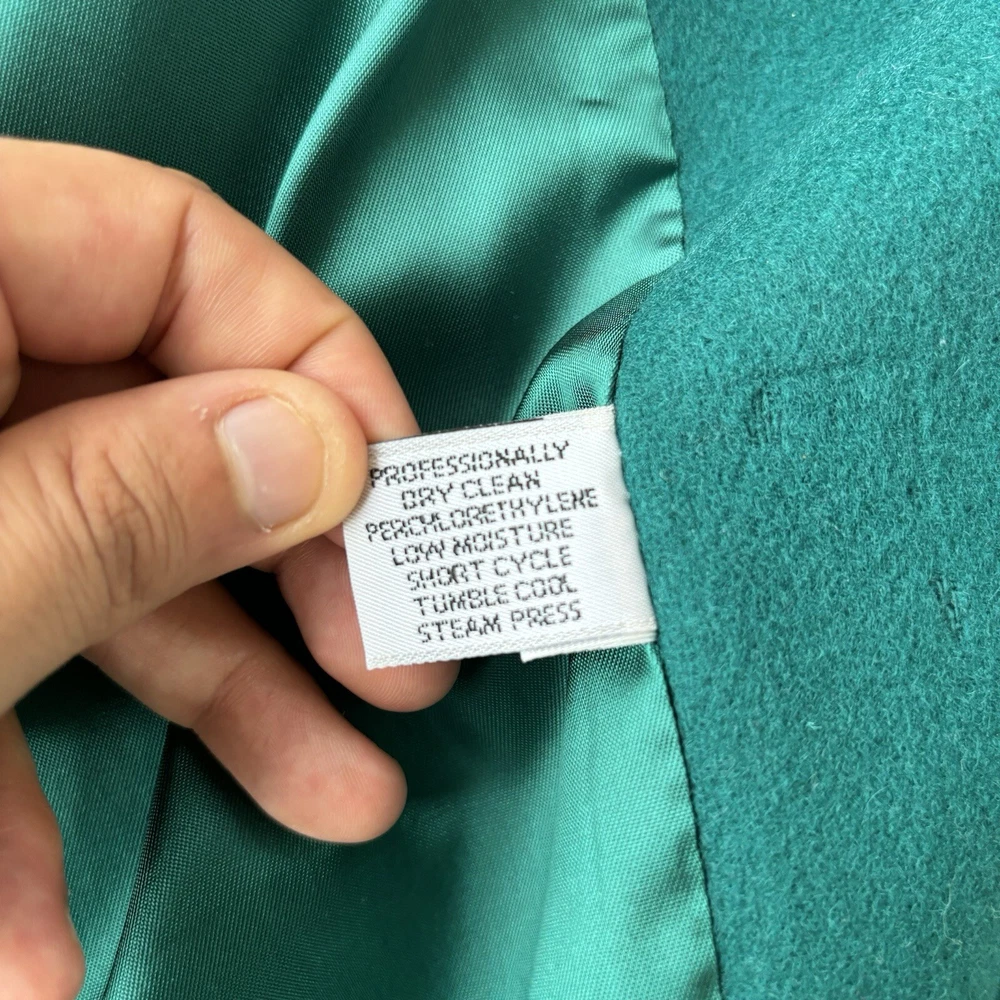 PROFESSIONALLY
DRY CLEAN
PERCHLORETHYLENE
LOW MOISTURE
SHORT CYCLE
TUMBLE COOL
STEAM PRESS